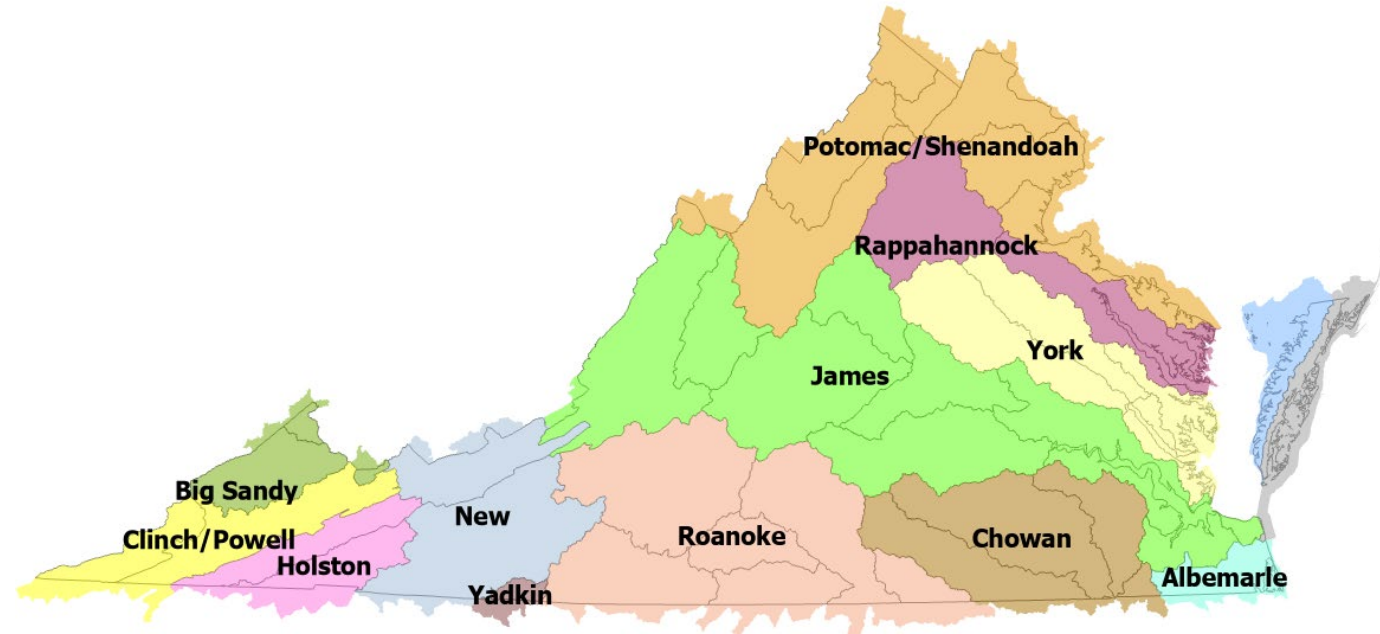 Potomac/Shenandoah
Rappahannock
York
James
Big Sandy
New
Clinch/Powell
Roanoke
Chowan
Holston
Albemarle
Yadkin